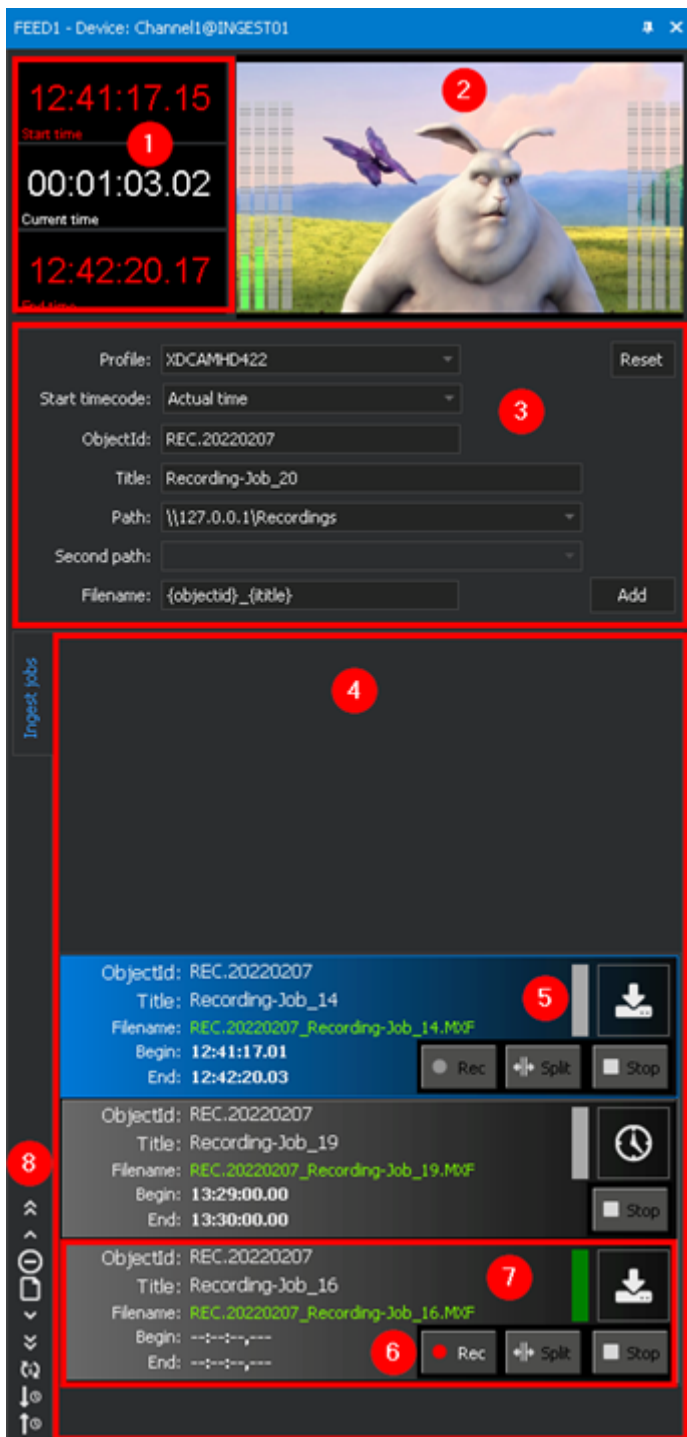 FEED1 - Device: Channel1@INGEST01
12:41:17.15
Start time
1
2
00:01:03.02
Current time
12:42:20.17
End time
Profile: XDCAMHD422 Reset
Start timecode: Actual time
3
ObjectId: REC.20220207
Title: Recording-Job_20
Path: \\127.0.0.1\Recordings
Second path:
Filename: {objectid}_{ititle} Add
Ingest jobs
4
ObjectId: REC.20220207
Title: Recording-Job_14
5
Filename: REC.20220207_Recording-Job_14.MXF
Begin: 12:41:17.01
End: 12:42:20.03
Rec Split Stop
ObjectId: REC.20220207
Title: Recording-Job_19
Filename: REC.20220207_Recording-Job_19.MXF
8
Begin: 13:29:00.00
End: 13:30:00.00
Stop
ObjectId: REC.20220207
Title: Recording-Job_16
7
Filename: REC.20220207_Recording-Job_16.MXF
Begin: --:--:--,---
End: --:--:--,---
6
Rec Split Stop